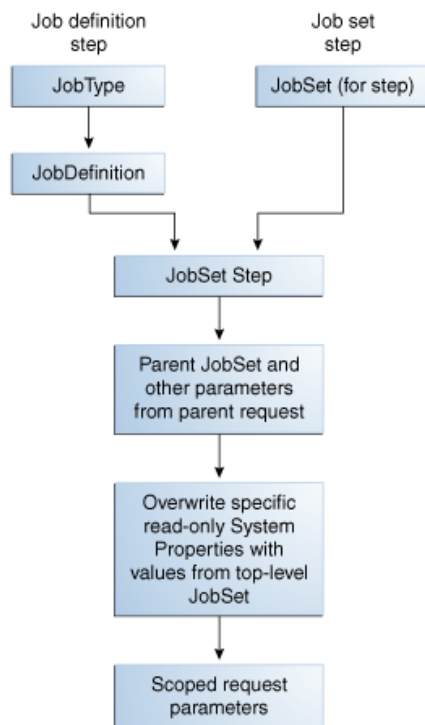 Job definition
step
Job set
step
JobType
JobSet (for step)
JobDefinition
JobSet Step
Parent JobSet and
other parameters
from parent request
Overwrite specific
read-only System
Properties with
values from top-level
JobSet
Scoped request
parameters